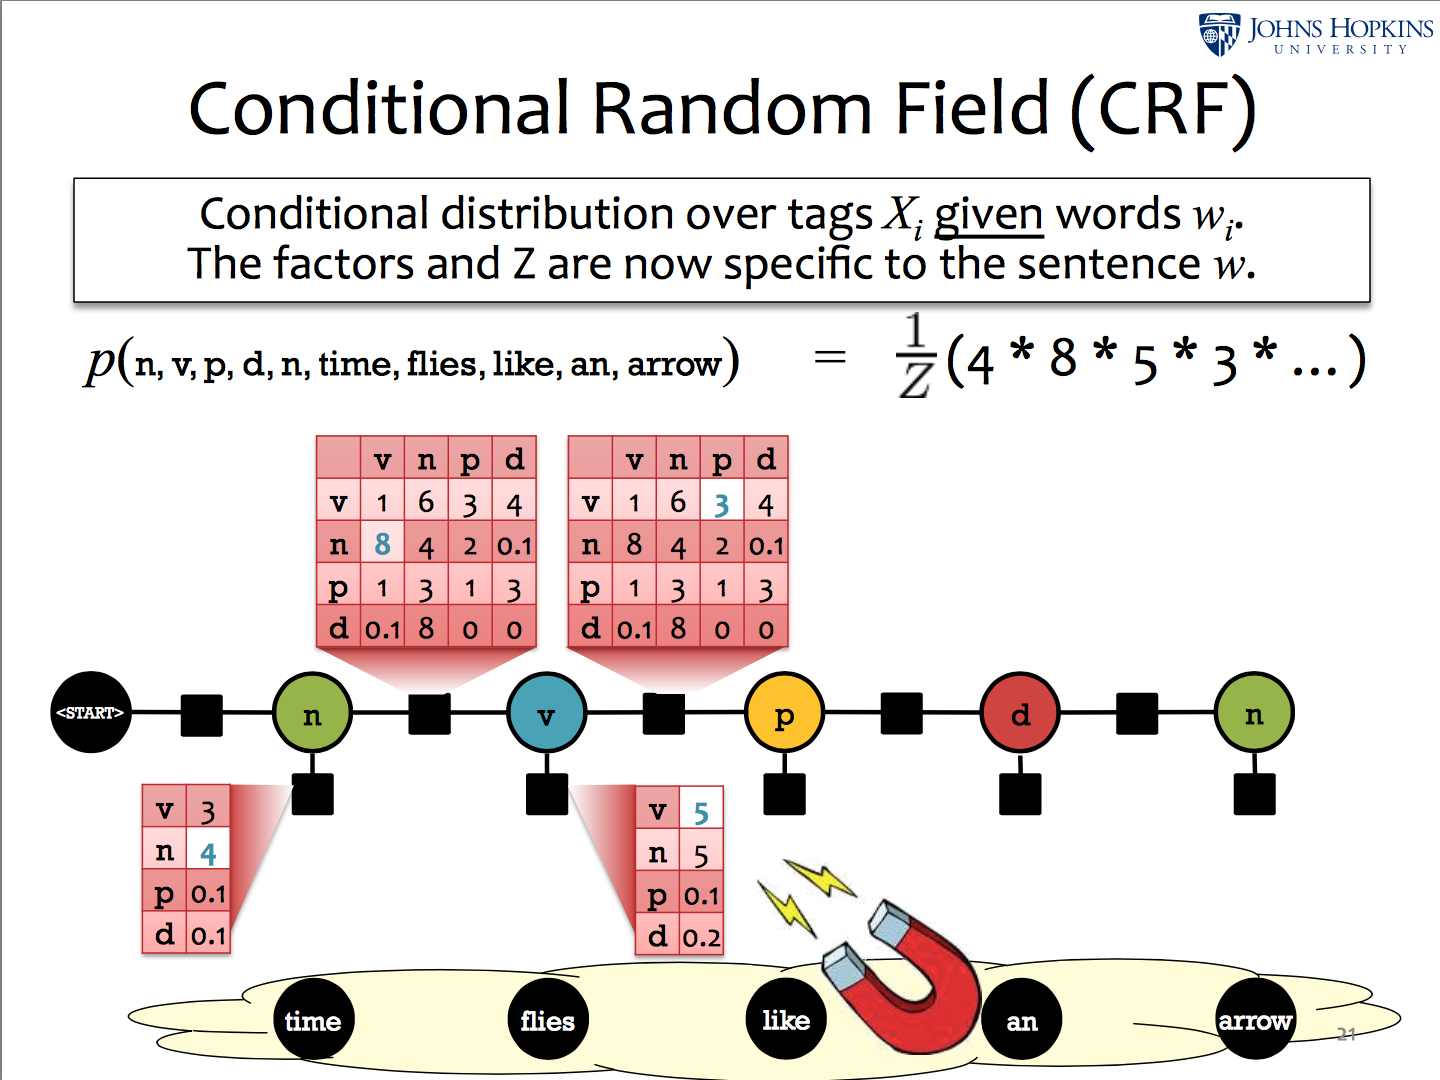 JOHNS HOPKINS
UNIVERSITY
Conditional Random Field (CRF)
Conditional distribution over tags Xi given words wi.
The factors and Z are now specific to the sentence w.
p(n, v, p, d, n, time, flies, like, an, arrow) = 1/Z (4 * 8 * 5 * 3 * ...)
v n p d
v 1 6 3 4
n 8 4 2 0.1
p 1 3 1 3
d 0.1 8 0 0
v n p d
v 1 6 3 4
n 8 4 2 0.1
p 1 3 1 3
d 0.1 8 0 0
<START> n v p d n
v 3
n 4
p 0.1
d 0.1
v 5
n 5
p 0.1
d 0.2
time flies like an arrow
21